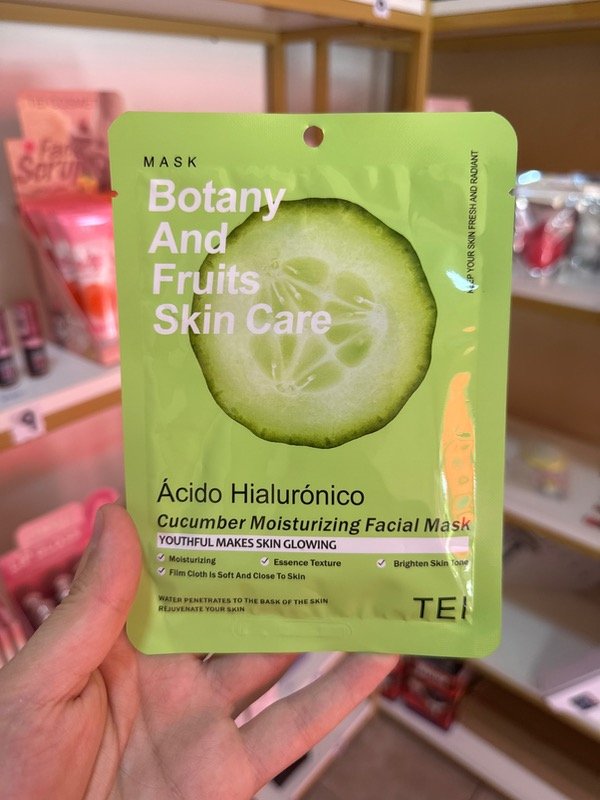 MASK
Botany
And
Fruits
Skin Care
KEEP YOUR SKIN FRESH AND RADIANT
Ácido Hialurónico
Cucumber Moisturizing Facial Mask
YOUTHFUL MAKES SKIN GLOWING
Moisturizing
Essence Texture
Brighten Skin Tone
Film Cloth Is Soft And Close To Skin
WATER PENETRATES TO THE BASK OF THE SKIN
REJUVENATE YOUR SKIN
TEI